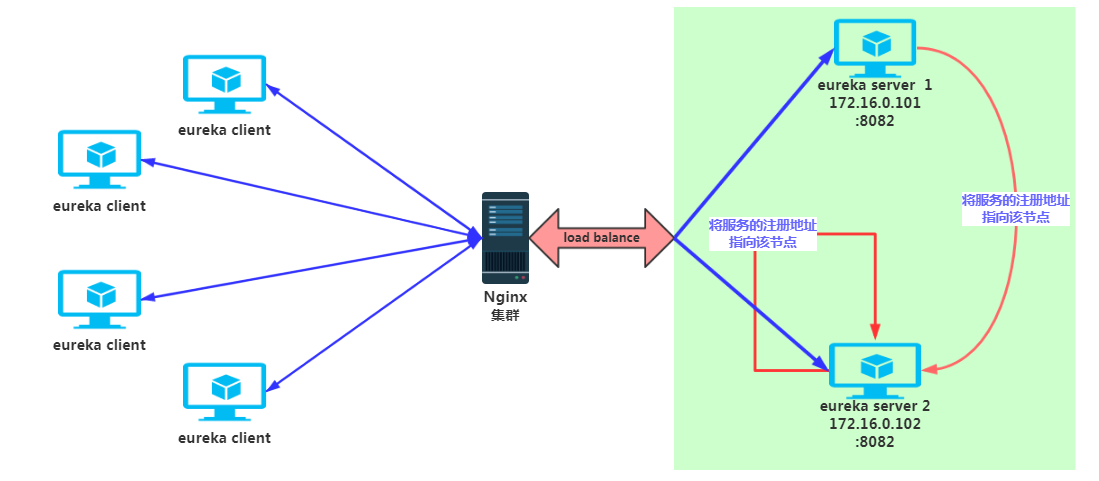 eureka client
eureka client
eureka client
eureka client
Nginx
集群
load balance
eureka server  1
172.16.0.101
:8082
将服务的注册地址
指向该节点
将服务的注册地址
指向该节点
eureka server 2
172.16.0.102
:8082